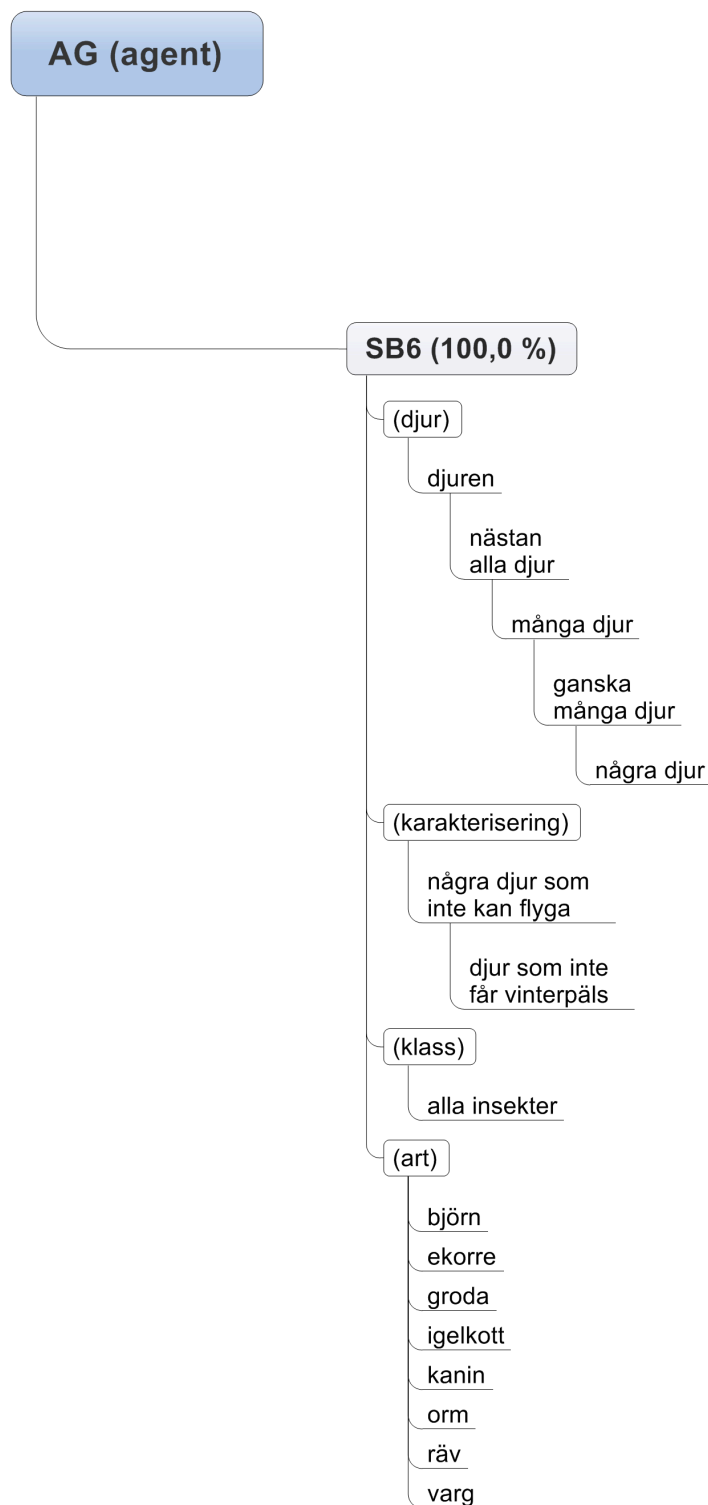 AG (agent)
SB6 (100,0 %)
(djur)
djuren
nästan
alla djur
många djur
ganska
många djur
några djur
(karakterisering)
några djur som
inte kan flyga
djur som inte
får vinterpäls
(klass)
alla insekter
(art)
björn
ekorre
groda
igelkott
kanin
orm
räv
varg